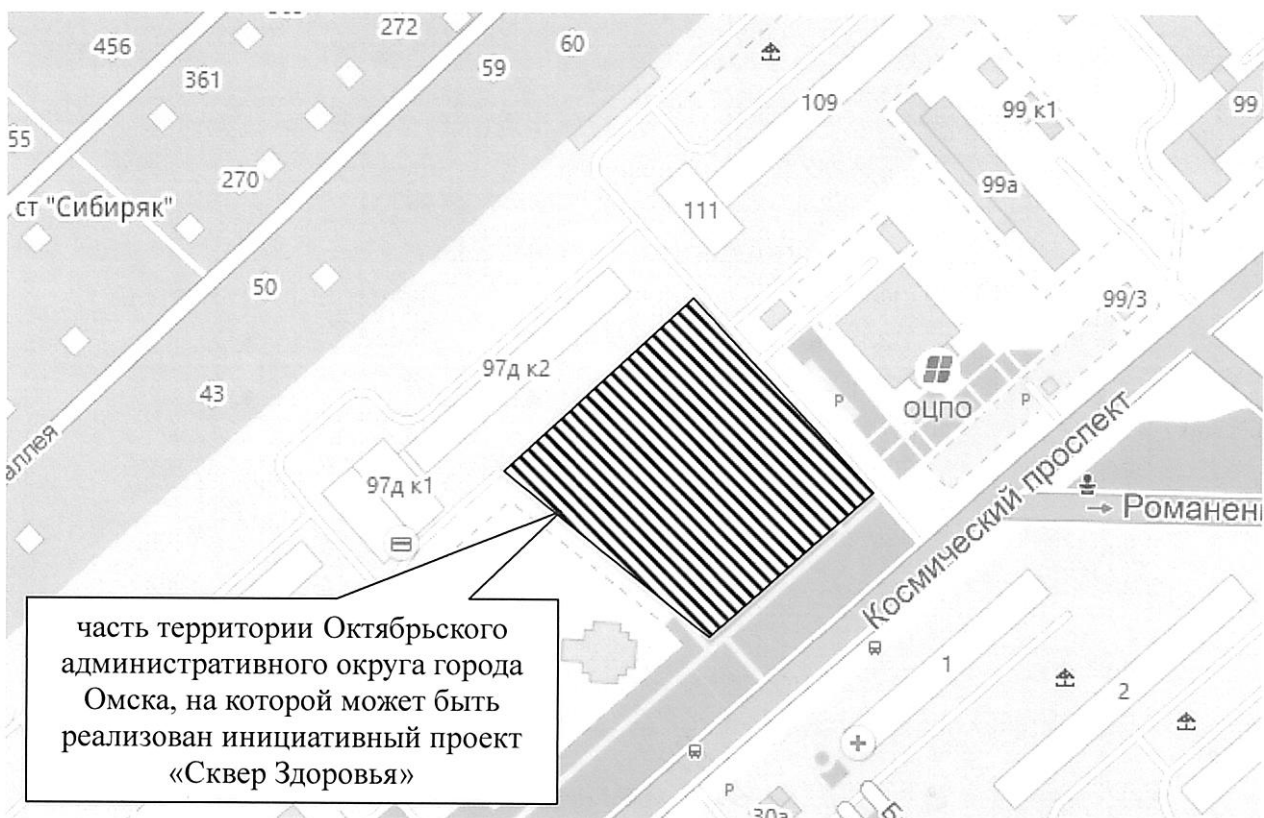 456
272
60
59
361
109
99 к1
99
55
99а
270
ст "Сибиряк"
111
50
99/3
97д к2
43
Р
ОЦПО
Р
аллея
97д к1
Космический проспект
→ Романен
часть территории Октябрьского
административного округа города
Омска, на которой может быть
реализован инициативный проект
«Сквер Здоровья»
1
2
Р
30а